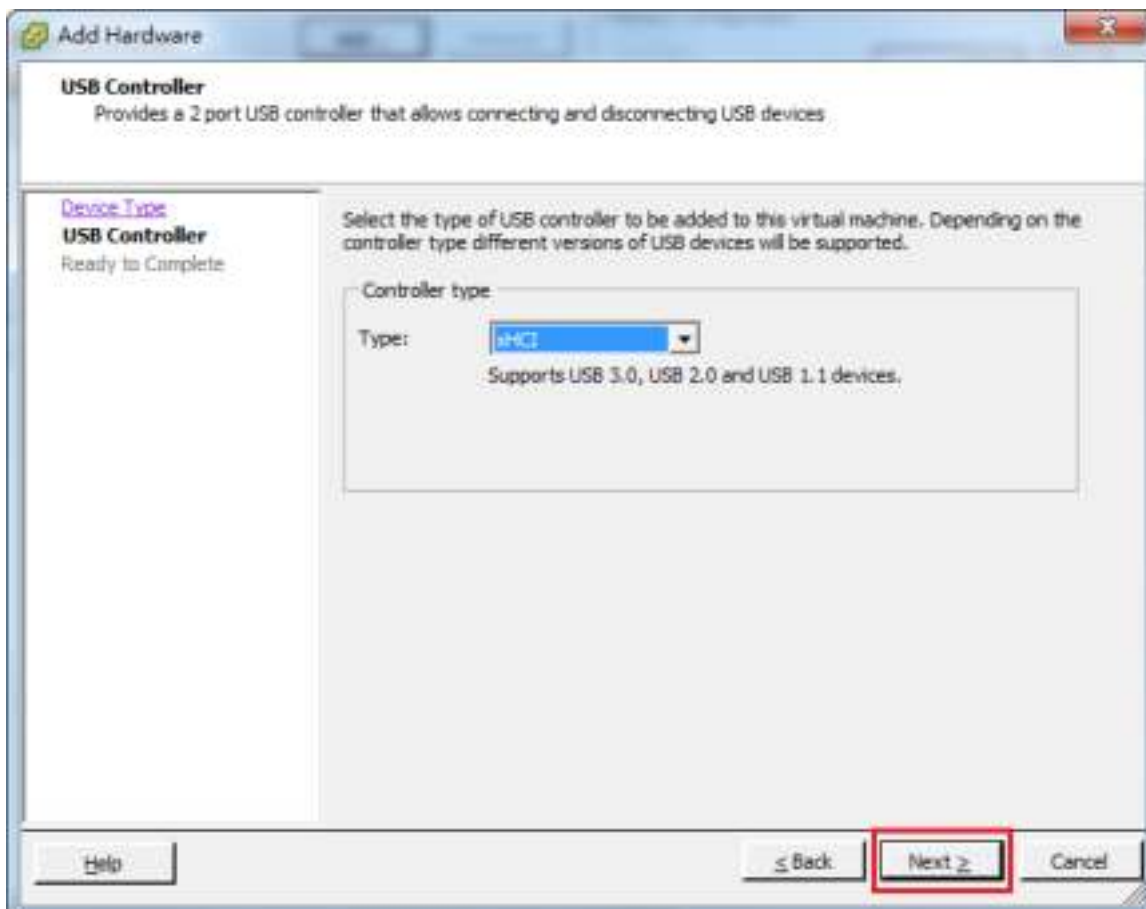 Add Hardware
USB Controller
Provides a 2 port USB controller that allows connecting and disconnecting USB devices
Device Type
USB Controller
Ready to Complete
Select the type of USB controller to be added to this virtual machine. Depending on the
controller type different versions of USB devices will be supported.
Controller type
Type:
xHCI
Supports USB 3.0, USB 2.0 and USB 1.1 devices.
Help
< Back
Next >
Cancel